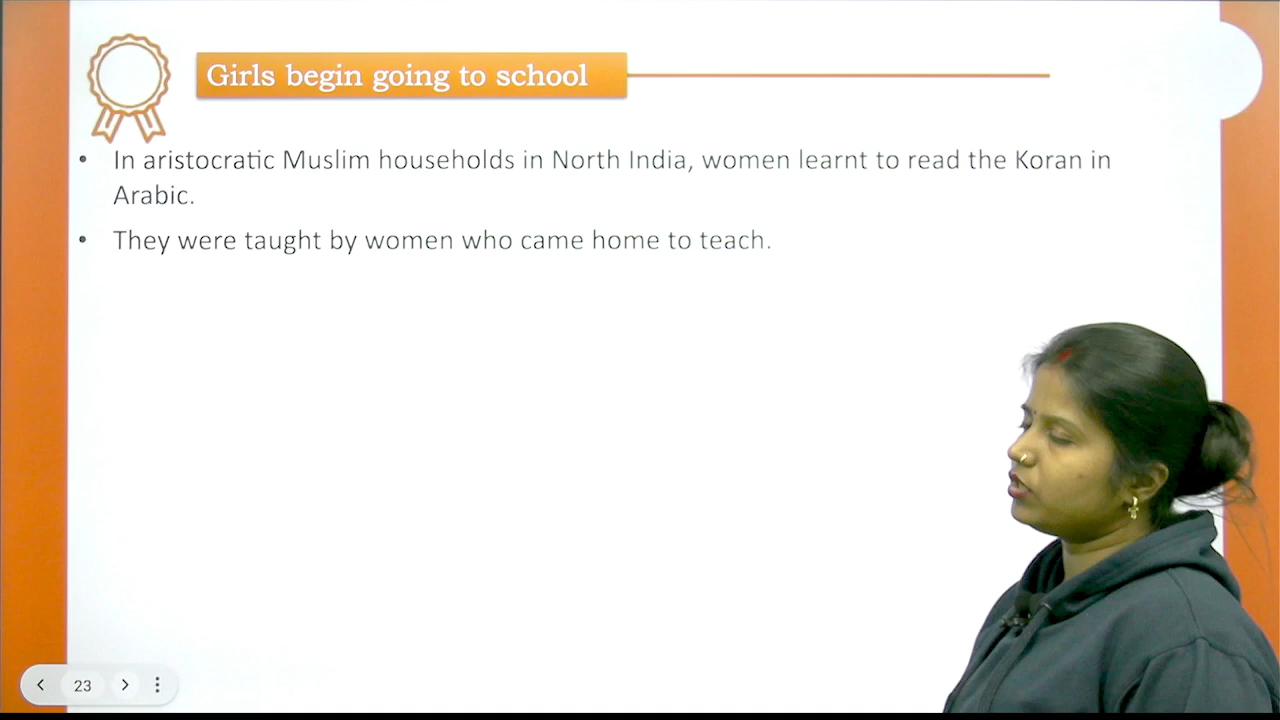 Girls begin going to school
• In aristocratic Muslim households in North India, women learnt to read the Koran in
Arabic.
• They were taught by women who came home to teach.
23